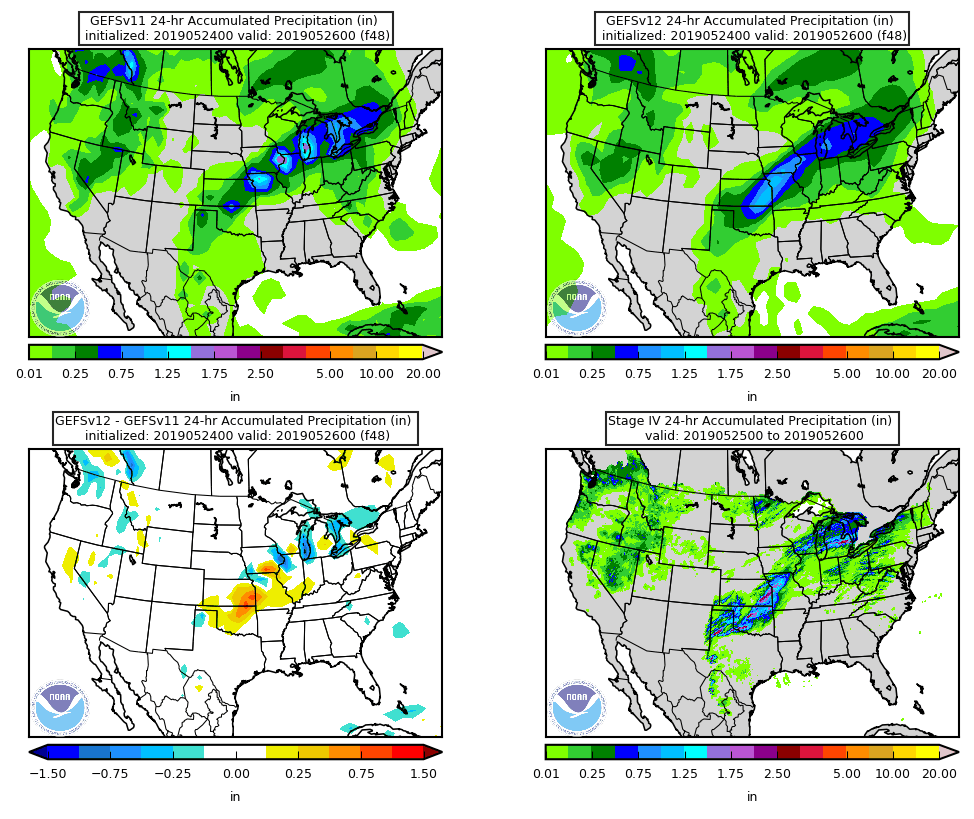 GEFSv11 24-hr Accumulated Precipitation (in)
initialized: 2019052400 valid: 2019052600 (f48)
GEFSv12 24-hr Accumulated Precipitation (in)
initialized: 2019052400 valid: 2019052600 (f48)
noaa
noaa
0.01 0.25 0.75 1.25 1.75 2.50 5.00 10.00 20.00
in
0.01 0.25 0.75 1.25 1.75 2.50 5.00 10.00 20.00
in
GEFSv12 - GEFSv11 24-hr Accumulated Precipitation (in)
initialized: 2019052400 valid: 2019052600 (f48)
Stage IV 24-hr Accumulated Precipitation (in)
valid: 2019052500 to 2019052600
noaa
noaa
−1.50 −0.75 −0.25 0.00 0.25 0.75 1.50
in
0.01 0.25 0.75 1.25 1.75 2.50 5.00 10.00 20.00
in